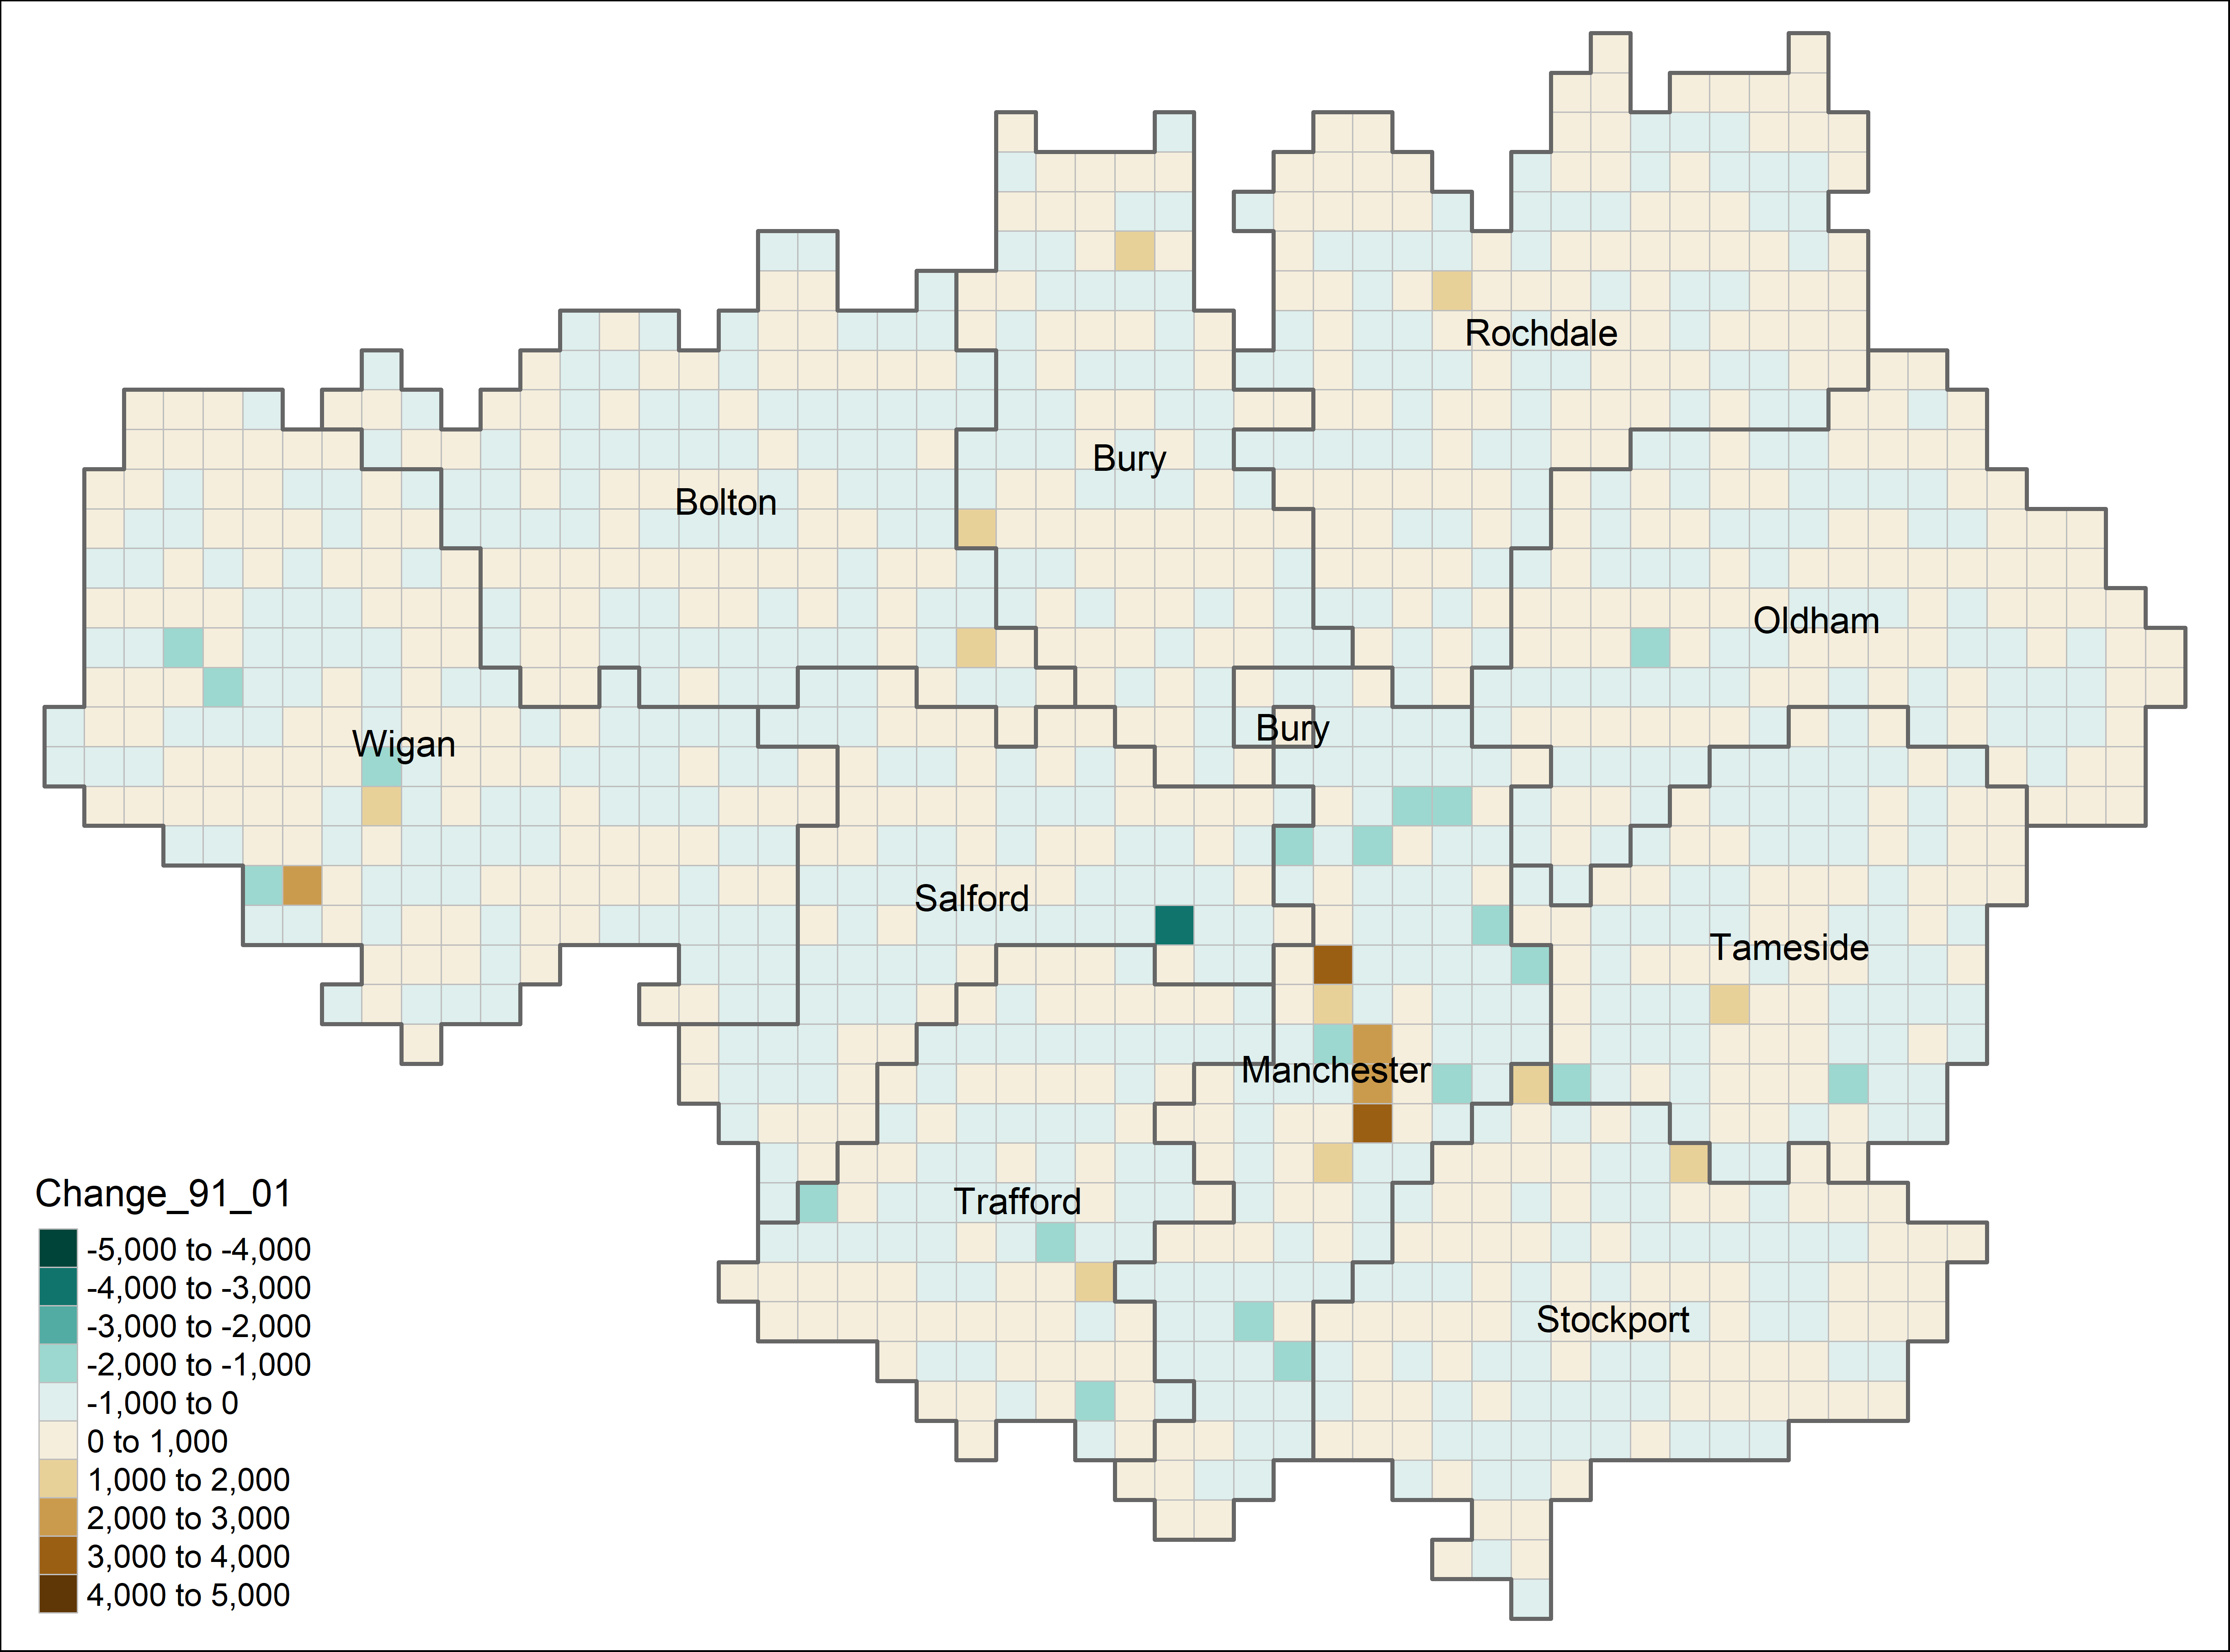 Rochdale
Bury
Bolton
Oldham
Bury
Wigan
Salford
Tameside
Manchester
Trafford
Stockport
Change_91_01
-5,000 to -4,000
-4,000 to -3,000
-3,000 to -2,000
-2,000 to -1,000
-1,000 to 0
0 to 1,000
1,000 to 2,000
2,000 to 3,000
3,000 to 4,000
4,000 to 5,000